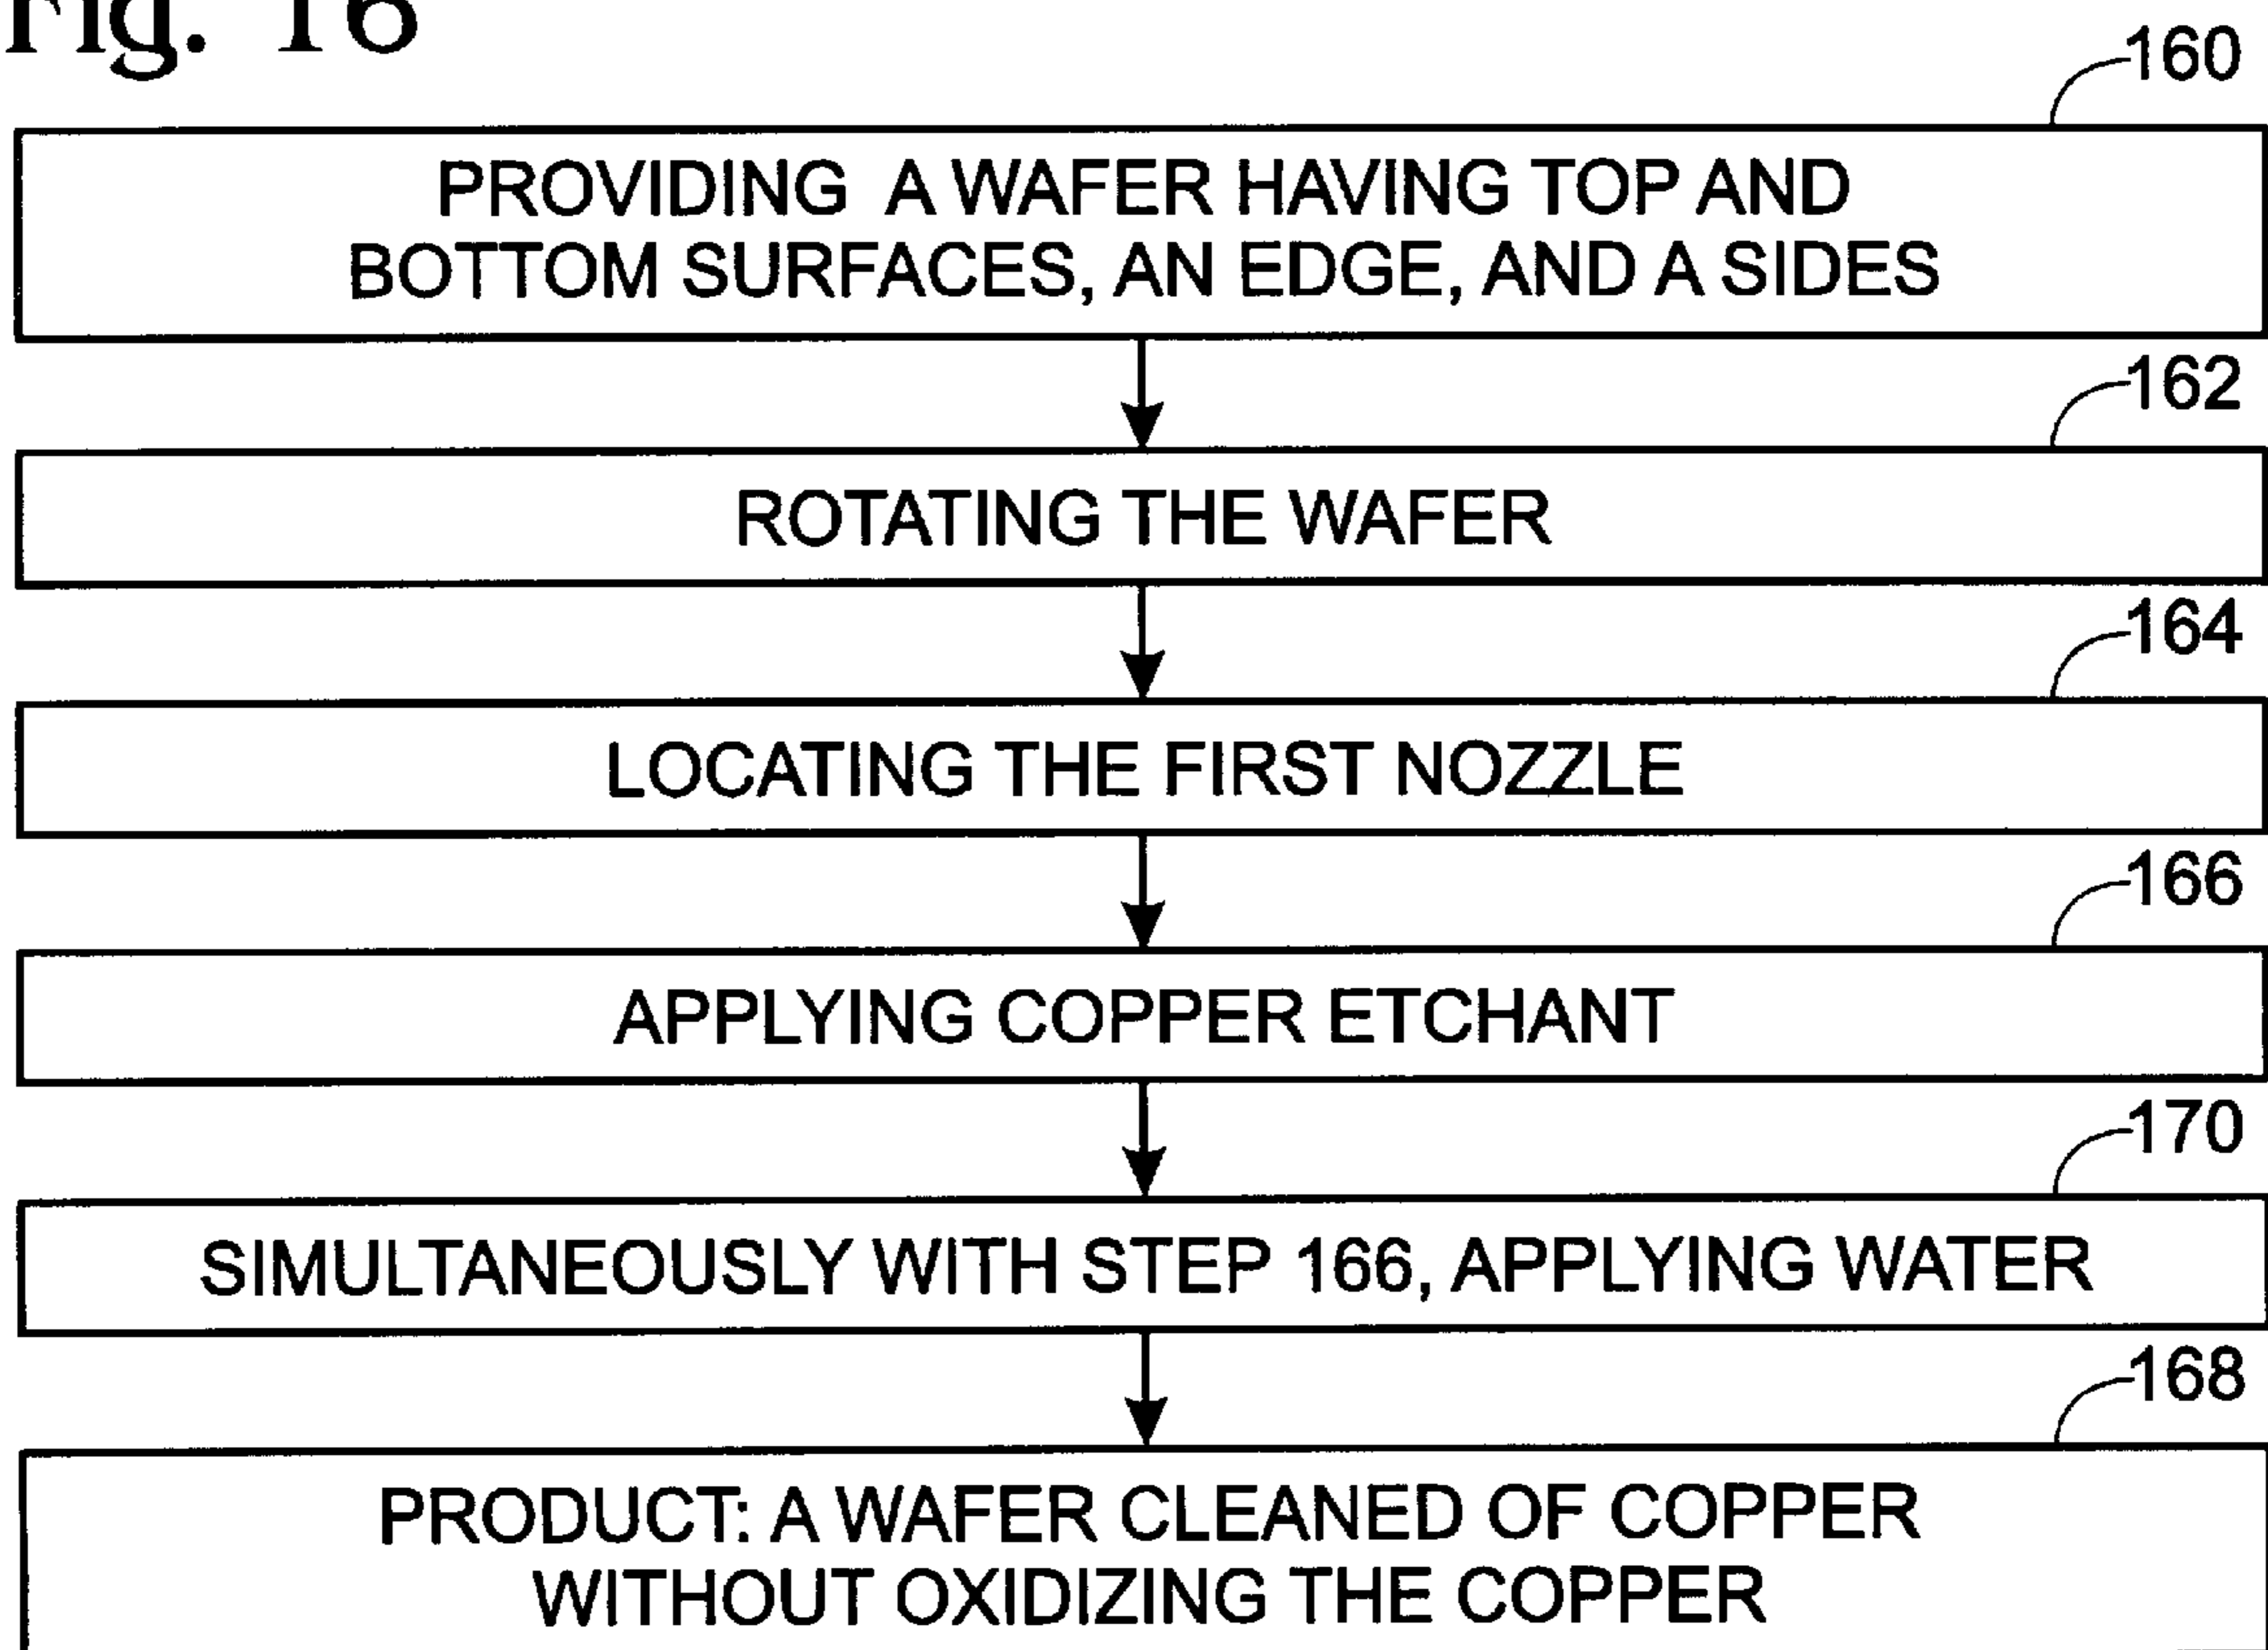 Fig. 16
160
PROVIDING A WAFER HAVING TOP AND
BOTTOM SURFACES, AN EDGE, AND A SIDES
162
ROTATING THE WAFER
164
LOCATING THE FIRST NOZZLE
166
APPLYING COPPER ETCHANT
170
SIMULTANEOUSLY WITH STEP 166, APPLYING WATER
168
PRODUCT: A WAFER CLEANED OF COPPER
WITHOUT OXIDIZING THE COPPER